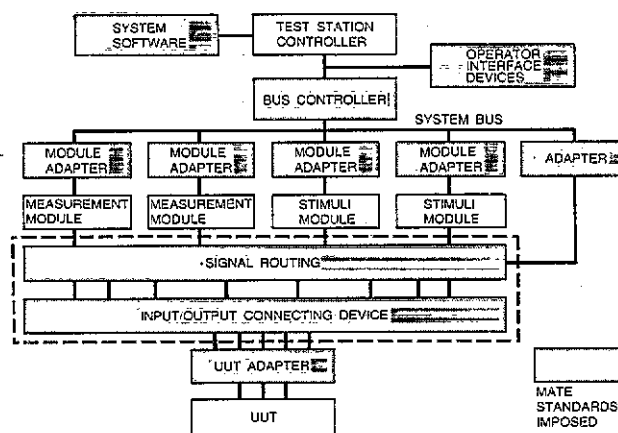 SYSTEM
SOFTWARE
TEST STATION
CONTROLLER
OPERATOR
INTERFACE
DEVICES
BUS CONTROLLER
SYSTEM BUS
MODULE
ADAPTER
MODULE
ADAPTER
MODULE
ADAPTER
MODULE
ADAPTER
ADAPTER
MEASUREMENT
MODULE
MEASUREMENT
MODULE
STIMULI
MODULE
STIMULI
MODULE
SIGNAL ROUTING
INPUT/OUTPUT CONNECTING DEVICE
UUT ADAPTER
UUT
MATE
STANDARDS
IMPOSED